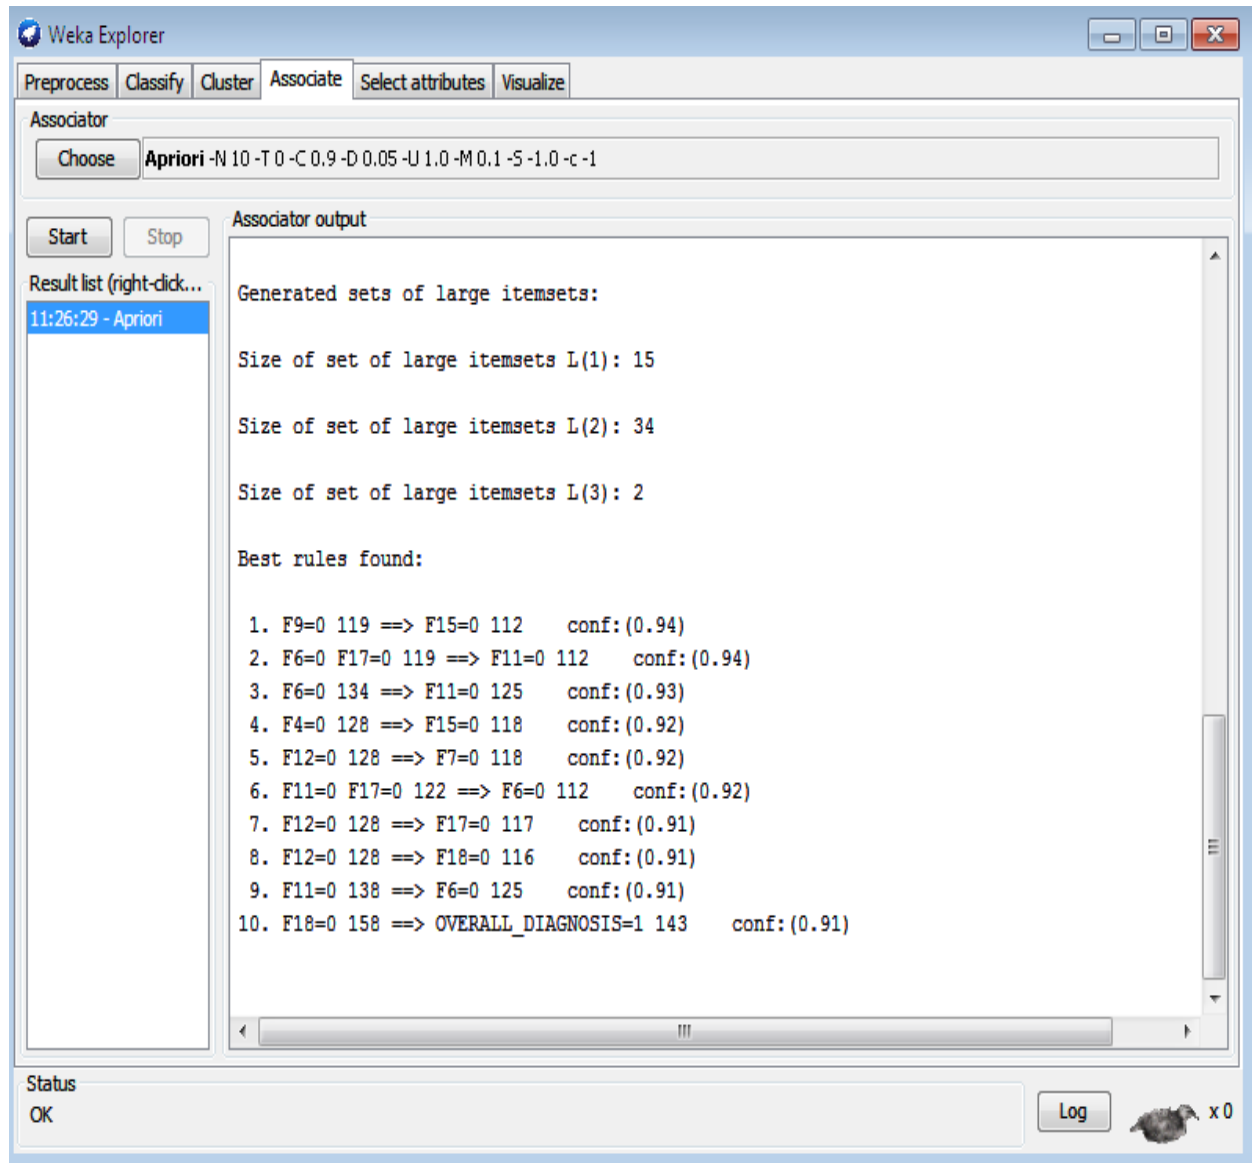 Weka Explorer
Preprocess Classify Cluster Associate Select attributes Visualize
Associator
Choose Apriori -N 10 -T 0 -C 0.9 -D 0.05 -U 1.0 -M 0.1 -S -1.0 -c -1
Start Stop
Result list (right-click...
11:26:29 - Apriori
Associator output
Generated sets of large itemsets:
Size of set of large itemsets L(1): 15
Size of set of large itemsets L(2): 34
Size of set of large itemsets L(3): 2
Best rules found:
1. F9=0 119 ==> F15=0 112 conf:(0.94)
2. F6=0 F17=0 119 ==> F11=0 112 conf:(0.94)
3. F6=0 134 ==> F11=0 125 conf:(0.93)
4. F4=0 128 ==> F15=0 118 conf:(0.92)
5. F12=0 128 ==> F7=0 118 conf:(0.92)
6. F11=0 F17=0 122 ==> F6=0 112 conf:(0.92)
7. F12=0 128 ==> F17=0 117 conf:(0.91)
8. F12=0 128 ==> F18=0 116 conf:(0.91)
9. F11=0 138 ==> F6=0 125 conf:(0.91)
10. F18=0 158 ==> OVERALL_DIAGNOSIS=1 143 conf:(0.91)
Status
OK
Log x 0